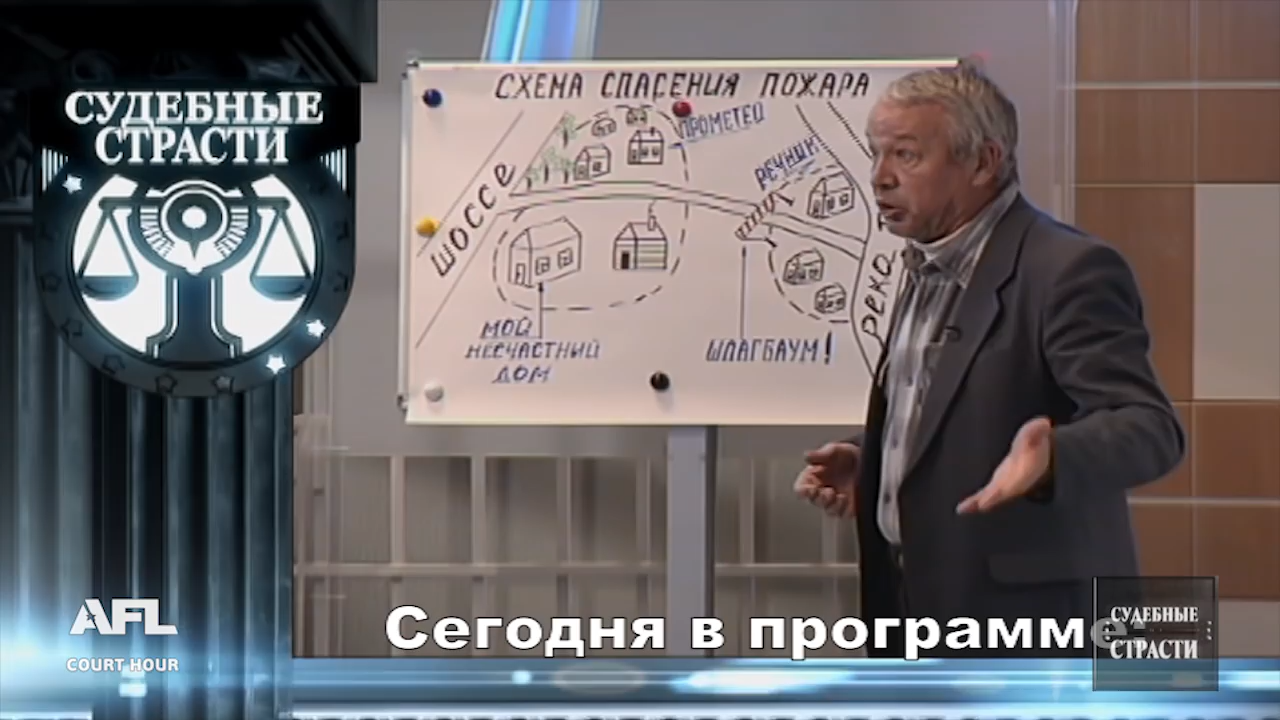 СУДЕБНЫЕ
СТРАСТИ
СХЕМА СПАСЕНИЯ ПОЖАРА
ПРОМЕТЕЙ
РЕЧНИК
ШОССЕ
РЕКА
МОЙ
НЕСЧАСТНЫЙ
ДОМ
ШЛАГБАУМ!
AFL
COURT HOUR
Сегодня в программе:
СУДЕБНЫЕ
СТРАСТИ